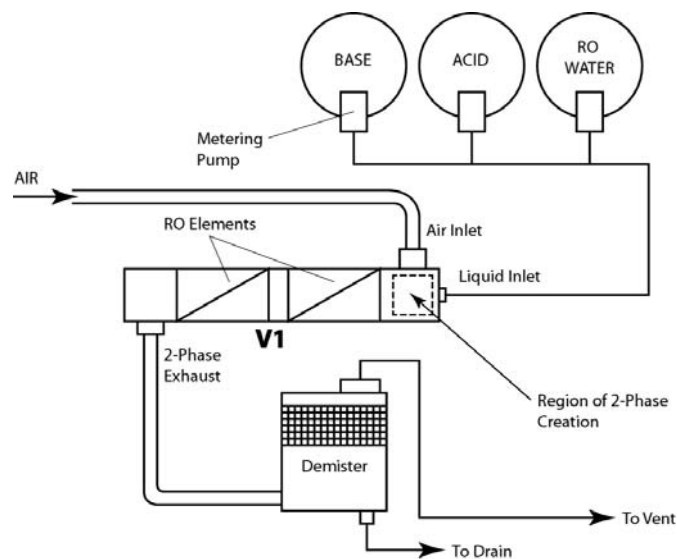 BASE
ACID
RO
WATER
Metering
Pump
AIR
RO Elements
Air Inlet
Liquid Inlet
V1
2-Phase
Exhaust
Region of 2-Phase
Creation
Demister
To Vent
To Drain